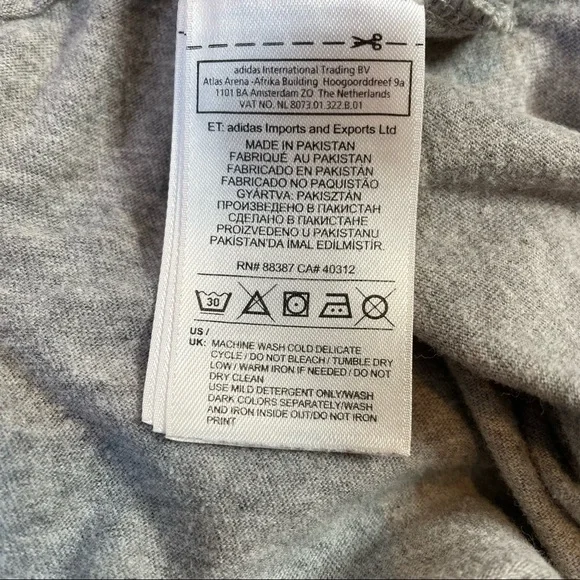 adidas International Trading BV
Atlas Arena -Afrika Building Hoogoorddreef 9a
1101 BA Amsterdam ZO The Netherlands
VAT NO. NL 8073.01.322.B.01
ET: adidas Imports and Exports Ltd
MADE IN PAKISTAN
FABRIQUÉ AU PAKISTAN
FABRICADO EN PAKISTÁN
FABRICADO NO PAQUISTÃO
GYÁRTVA: PAKISZTÁN
ПРОИЗВЕДЕНО В ПАКИСТАН
СДЕЛАНО В ПАКИСТАНЕ
PROIZVEDENO U PAKISTANU
PAKİSTAN'DA İMAL EDİLMİŞTİR.
RN# 88387 CA# 40312
30
US /
UK: MACHINE WASH COLD DELICATE
CYCLE / DO NOT BLEACH / TUMBLE DRY
LOW / WARM IRON IF NEEDED / DO NOT
DRY CLEAN
USE MILD DETERGENT ONLY/WASH
DARK COLORS SEPARATELY/WASH
AND IRON INSIDE OUT/DO NOT IRON
PRINT